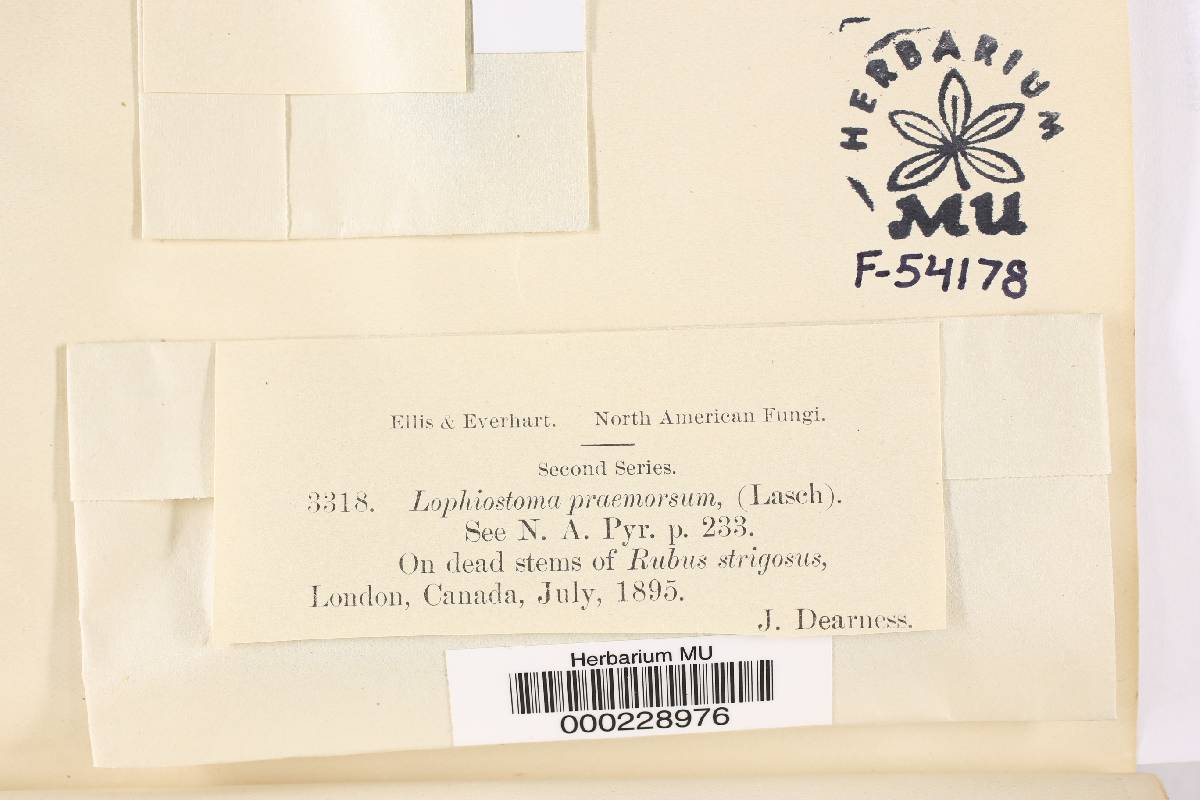 HERBARIUM
MU
F-54178
Ellis & Everhart. North American Fungi.
Second Series.
3318. Lophiostoma praemorsum, (Lasch).
See N. A. Pyr. p. 233.
On dead stems of Rubus strigosus,
London, Canada, July, 1895.
J. Dearness.
Herbarium MU
000228976